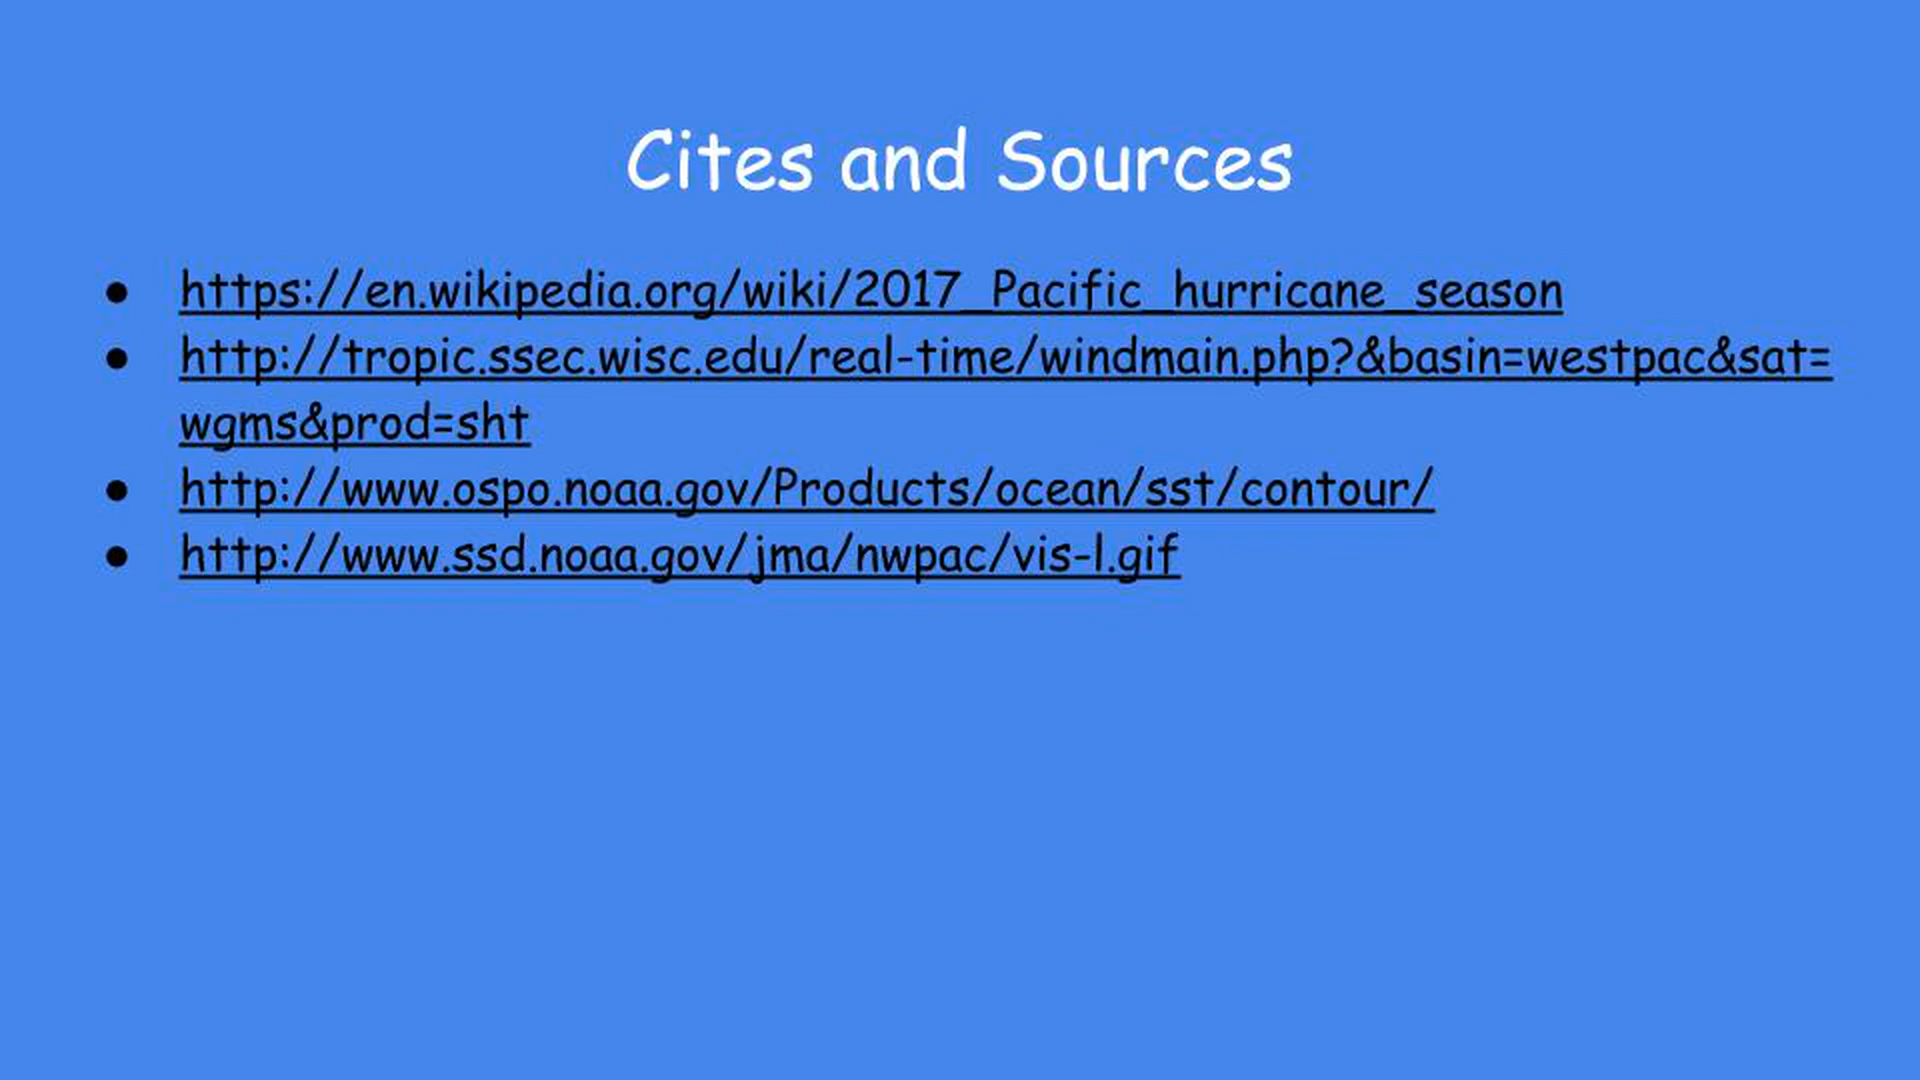 Cites and Sources
● https://en.wikipedia.org/wiki/2017_Pacific_hurricane_season
● http://tropic.ssec.wisc.edu/real-time/windmain.php?&basin=westpac&sat=
wgms&prod=sht
● http://www.ospo.noaa.gov/Products/ocean/sst/contour/
● http://www.ssd.noaa.gov/jma/nwpac/vis-l.gif